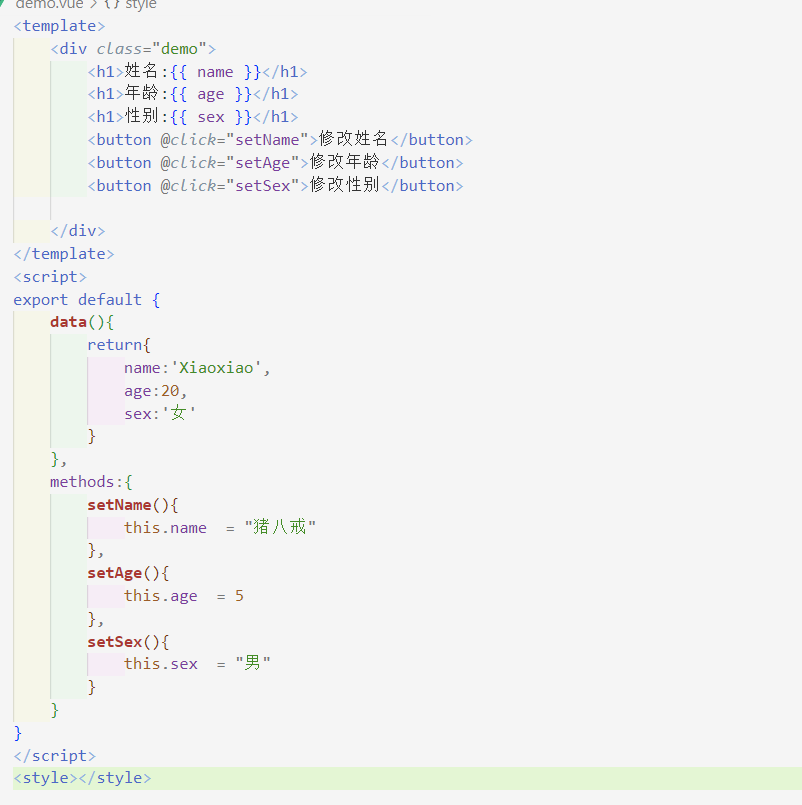 demo.vue > {} style
<template>
    <div class="demo">
        <h1>姓名:{{ name }}</h1>
        <h1>年龄:{{ age }}</h1>
        <h1>性别:{{ sex }}</h1>
        <button @click="setName">修改姓名</button>
        <button @click="setAge">修改年龄</button>
        <button @click="setSex">修改性别</button>
    </div>
</template>
<script>
export default {
    data(){
        return{
            name:'Xiaoxiao',
            age:20,
            sex:'女'
        }
    },
    methods:{
        setName(){
            this.name  = "猪八戒"
        },
        setAge(){
            this.age  = 5
        },
        setSex(){
            this.sex  = "男"
        }
    }
}
</script>
<style></style>